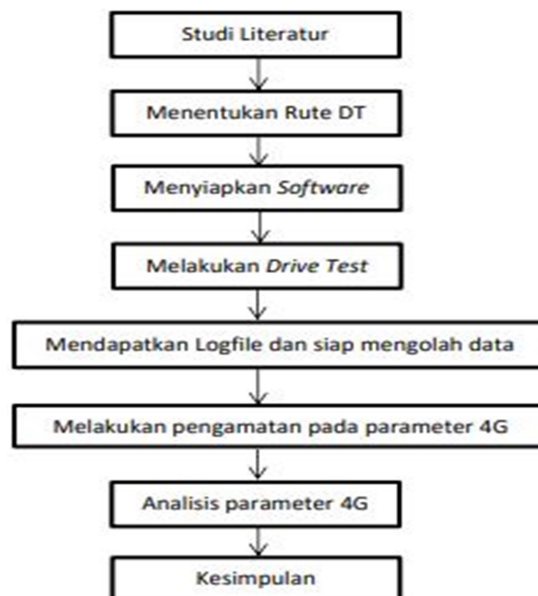 Studi Literatur
Menentukan Rute DT
Menyiapkan Software
Melakukan Drive Test
Mendapatkan Logfile dan siap mengolah data
Melakukan pengamatan pada parameter 4G
Analisis parameter 4G
Kesimpulan